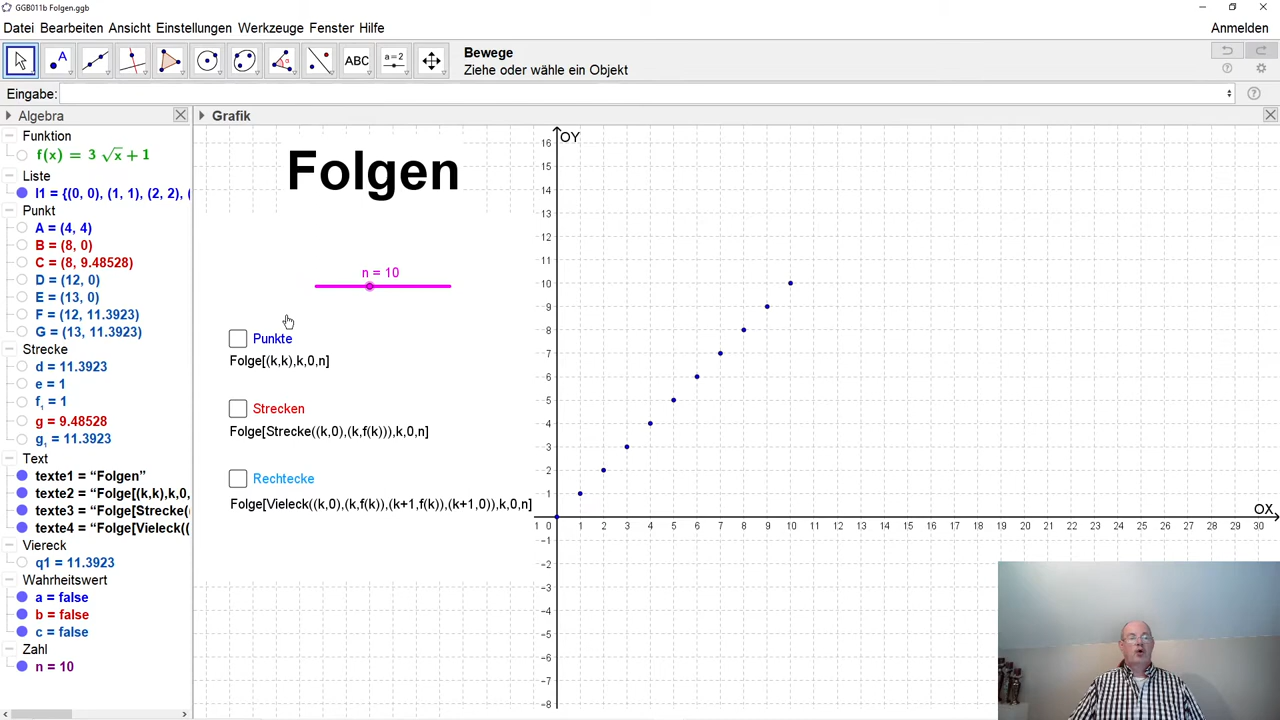 GGB011b Folgen.ggb
Datei Bearbeiten Ansicht Einstellungen Werkzeuge Fenster Hilfe
Anmelden
A
ABC
a=2
Bewege
Ziehe oder wähle ein Objekt
Eingabe:
Algebra
Grafik
Funktion
f(x) = 3 √x + 1
Liste
l1 = {(0, 0), (1, 1), (2, 2), (
Punkt
A = (4, 4)
B = (8, 0)
C = (8, 9.48528)
D = (12, 0)
E = (13, 0)
F = (12, 11.3923)
G = (13, 11.3923)
Strecke
d = 11.3923
e = 1
f₁ = 1
g = 9.48528
g₁ = 11.3923
Text
texte1 = “Folgen”
texte2 = “Folge[(k,k),k,0,
texte3 = “Folge[Strecke((
texte4 = “Folge[Vieleck((
Viereck
q1 = 11.3923
Wahrheitswert
a = false
b = false
c = false
Zahl
n = 10
Folgen
n = 10
Punkte
Folge[(k,k),k,0,n]
Strecken
Folge[Strecke((k,0),(k,f(k))),k,0,n]
Rechtecke
Folge[Vieleck((k,0),(k,f(k)),(k+1,f(k)),(k+1,0)),k,0,n]
OY
16
15
14
13
12
11
10
9
8
7
6
5
4
3
2
1
OX
1 0 1 2 3 4 5 6 7 8 9 10 11 12 13 14 15 16 17 18 19 20 21 22 23 24 25 26 27 28 29 30
−1
−2
−3
−4
−5
−6
−7
−8